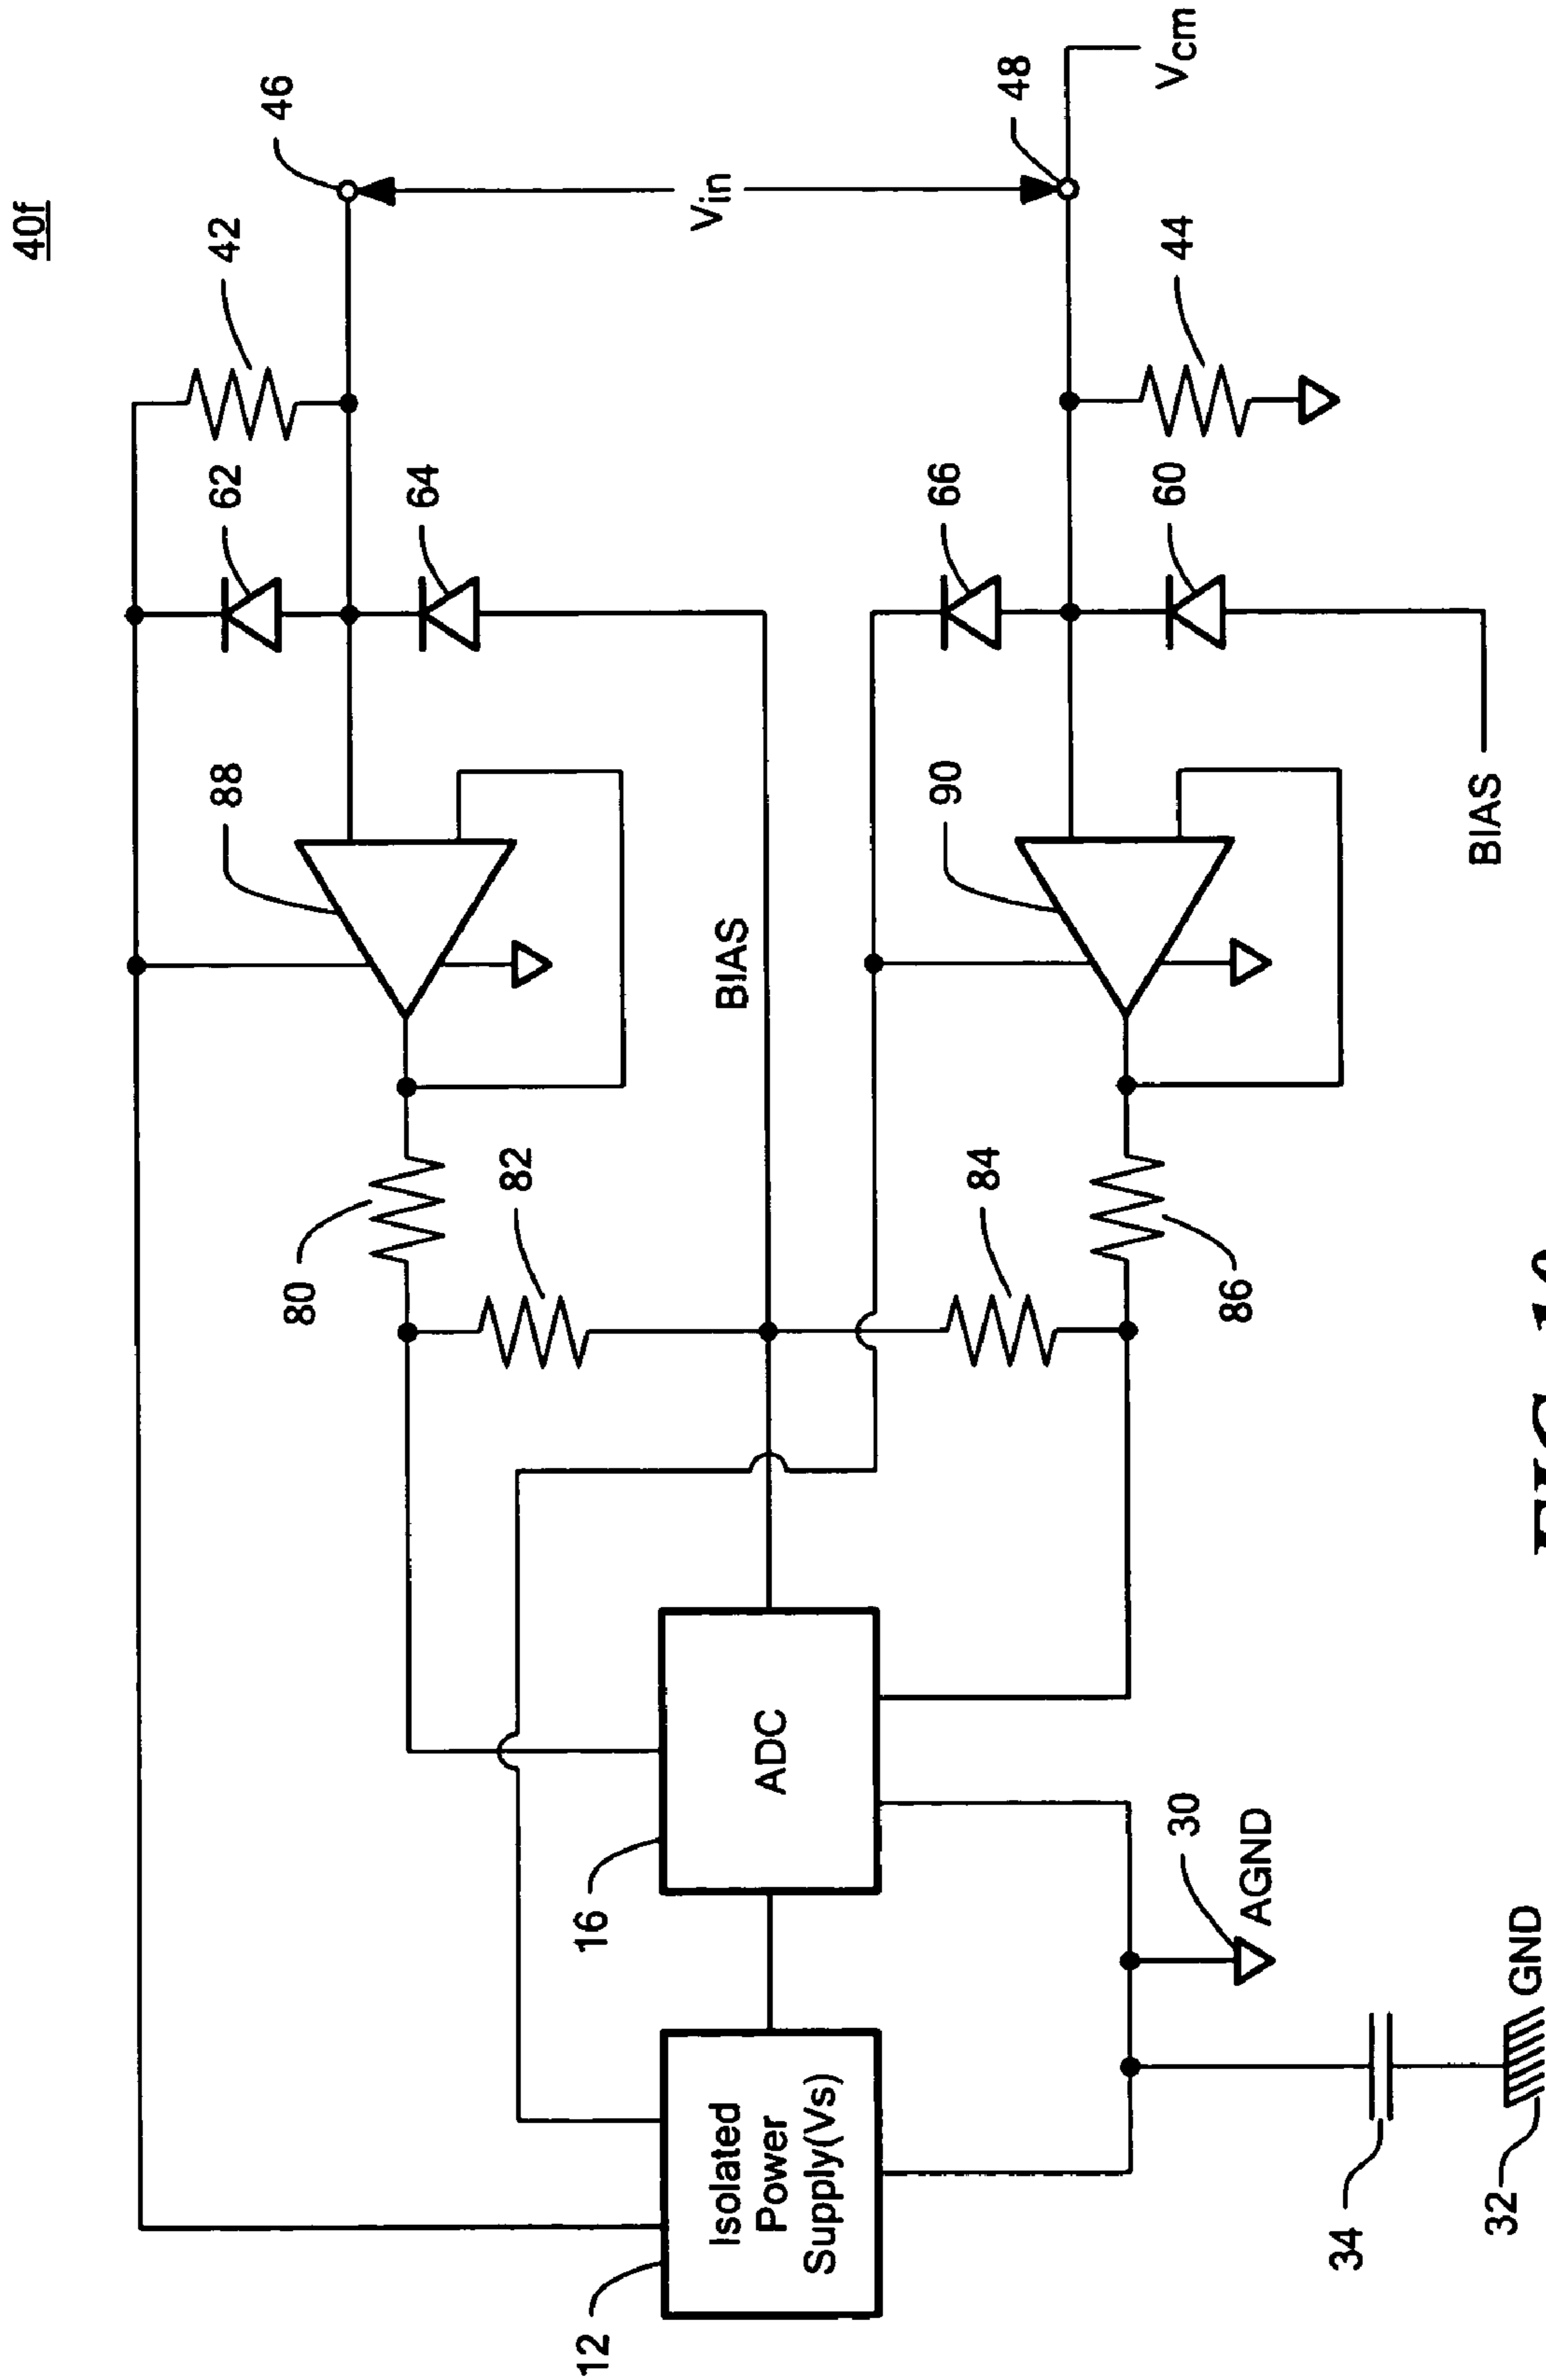 40f
88
62
42
46
80
64
82
12
16
Vin
BIAS
Isolated
Power
Supply(Vs)
ADC
90
66
84
48
30
60
44
Vcm
86
AGND
34
BIAS
32
GND